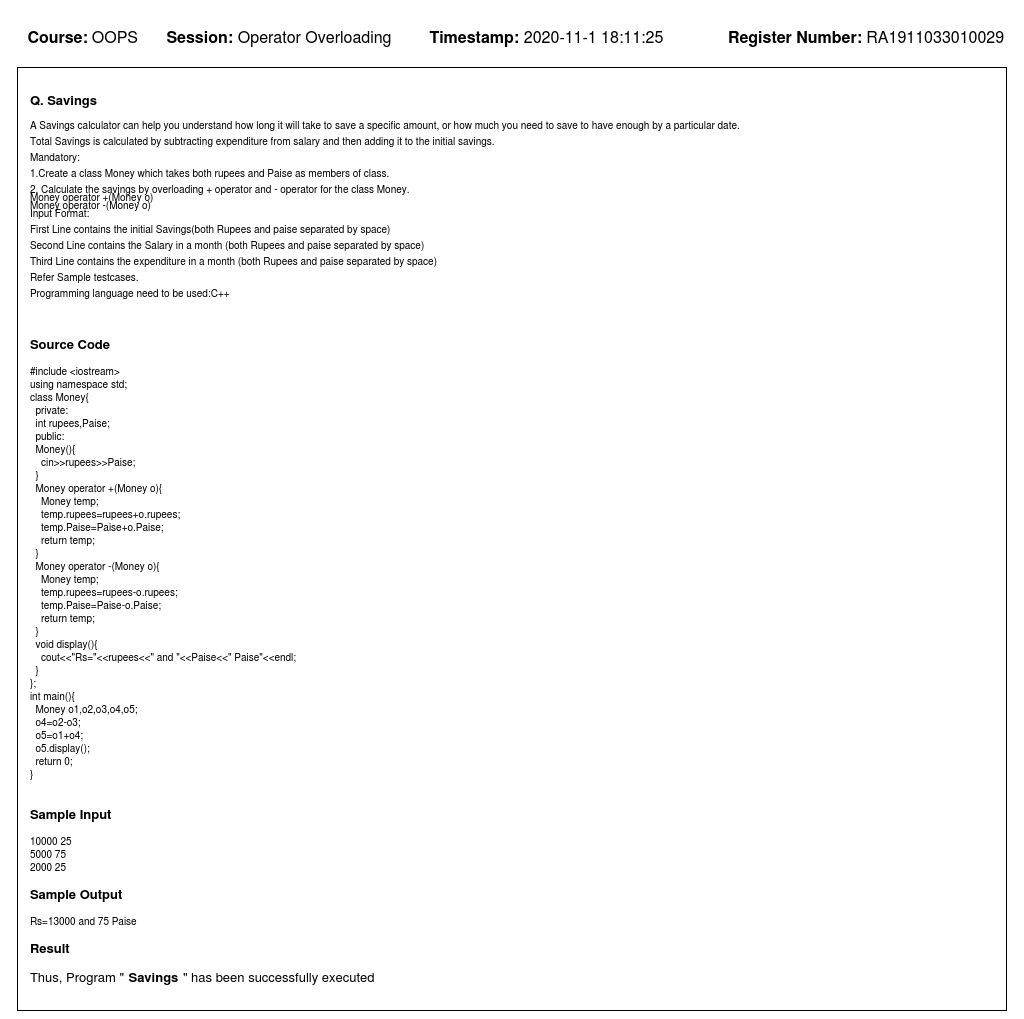 Course: OOPS Session: Operator Overloading Timestamp: 2020-11-1 18:11:25 Register Number: RA1911033010029
Q. Savings
A Savings calculator can help you understand how long it will take to save a specific amount, or how much you need to save to have enough by a particular date.
Total Savings is calculated by subtracting expenditure from salary and then adding it to the initial savings.
Mandatory:
1.Create a class Money which takes both rupees and Paise as members of class.
2. Calculate the savings by overloading + operator and - operator for the class Money.
Money operator +(Money o)
Money operator -(Money o)
Input Format:
First Line contains the initial Savings(both Rupees and paise separated by space)
Second Line contains the Salary in a month (both Rupees and paise separated by space)
Third Line contains the expenditure in a month (both Rupees and paise separated by space)
Refer Sample testcases.
Programming language need to be used:C++
Source Code
#include <iostream>
using namespace std;
class Money{
  private:
  int rupees,Paise;
  public:
  Money(){
    cin>>rupees>>Paise;
  }
  Money operator +(Money o){
    Money temp;
    temp.rupees=rupees+o.rupees;
    temp.Paise=Paise+o.Paise;
    return temp;
  }
  Money operator -(Money o){
    Money temp;
    temp.rupees=rupees-o.rupees;
    temp.Paise=Paise-o.Paise;
    return temp;
  }
  void display(){
    cout<<"Rs="<<rupees<<" and "<<Paise<<" Paise"<<endl;
  }
};
int main(){
  Money o1,o2,o3,o4,o5;
  o4=o2-o3;
  o5=o1+o4;
  o5.display();
  return 0;
}
Sample Input
10000 25
5000 75
2000 25
Sample Output
Rs=13000 and 75 Paise
Result
Thus, Program " Savings " has been successfully executed